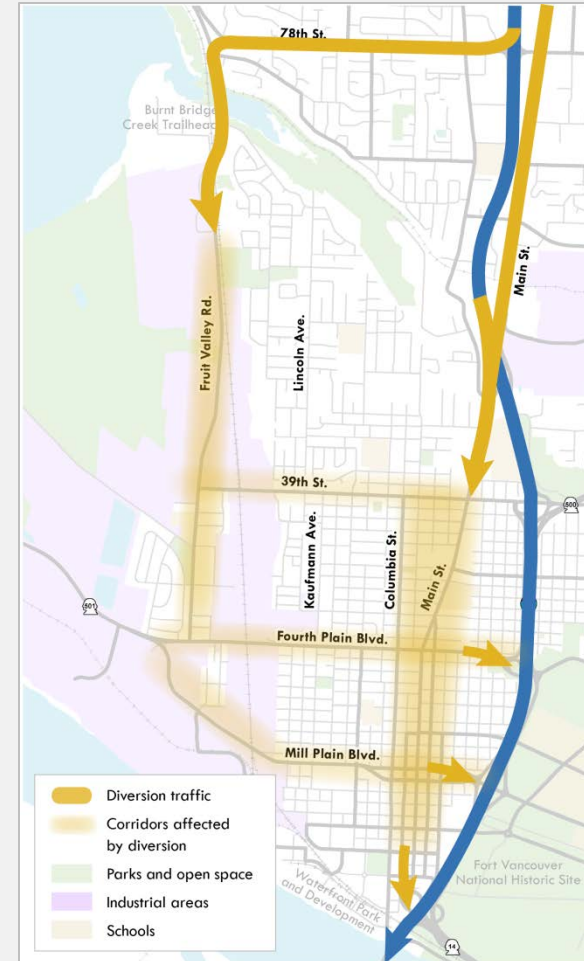 78th St.
Burnt Bridge
Creek Trailhead
Main St.
Fruit Valley Rd.
Lincoln Ave.
39th St.
500
Kaufmann Ave.
Columbia St.
Main St.
501
Fourth Plain Blvd.
Mill Plain Blvd.
Diversion traffic
Corridors affected
by diversion
Parks and open space
Industrial areas
Schools
Fort Vancouver
National Historic Site
Waterfront Park
and Development
14